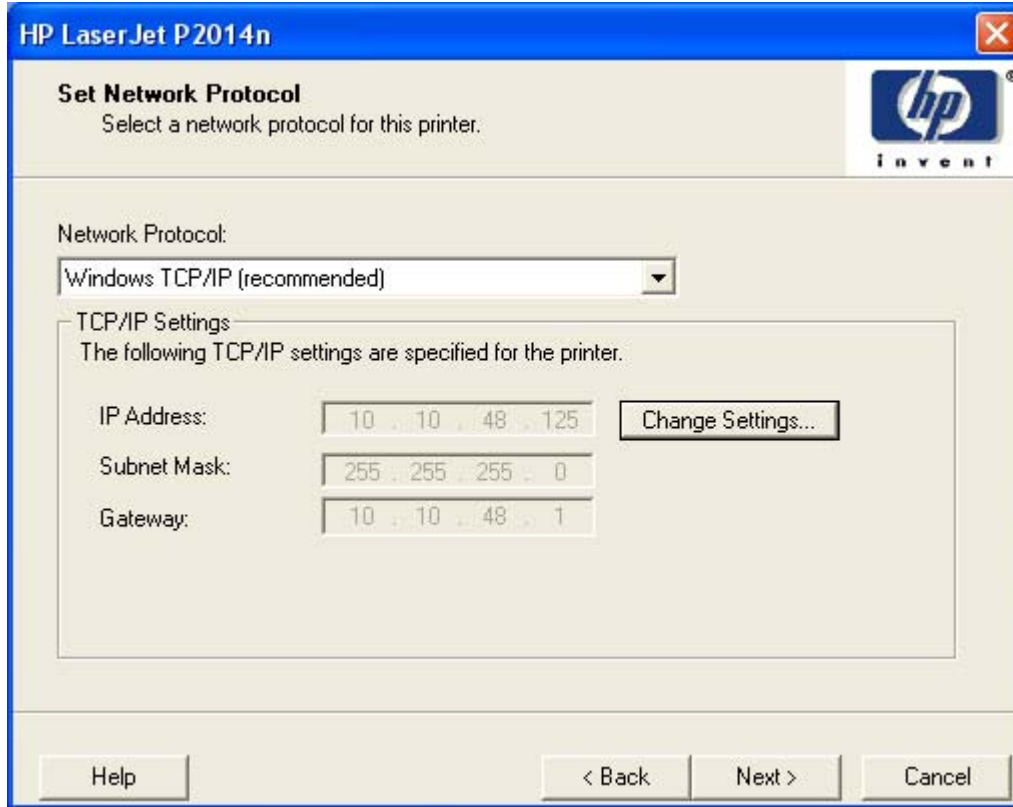 HP LaserJet P2014n
Set Network Protocol
Select a network protocol for this printer.
hp
®
invent
Network Protocol:
Windows TCP/IP (recommended)
TCP/IP Settings
The following TCP/IP settings are specified for the printer.
IP Address: 10 . 10 . 48 . 125 Change Settings...
Subnet Mask: 255 . 255 . 255 . 0
Gateway: 10 . 10 . 48 . 1
Help < Back Next > Cancel